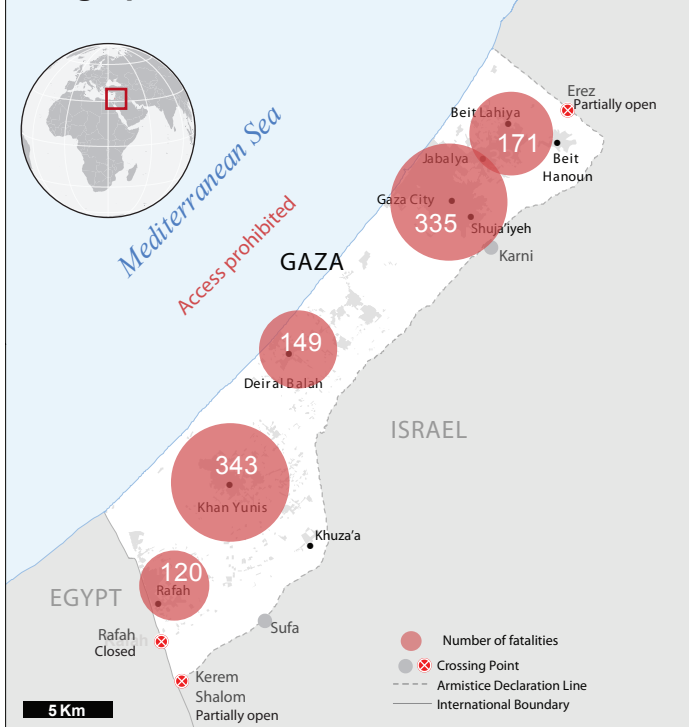 Erez
Partially open
Beit Lahiya
171
Jabalya
Beit
Hanoun
Mediterranean Sea
Gaza City
335
Shuja'iyeh
Access prohibited
Karni
GAZA
149
Deir al Balah
ISRAEL
343
Khan Yunis
Khuza'a
120
EGYPT
Rafah
Sufa
Rafah
Closed
Kerem
Shalom
Partially open
Number of fatalities
Crossing Point
Armistice Declaration Line
International Boundary
5 Km